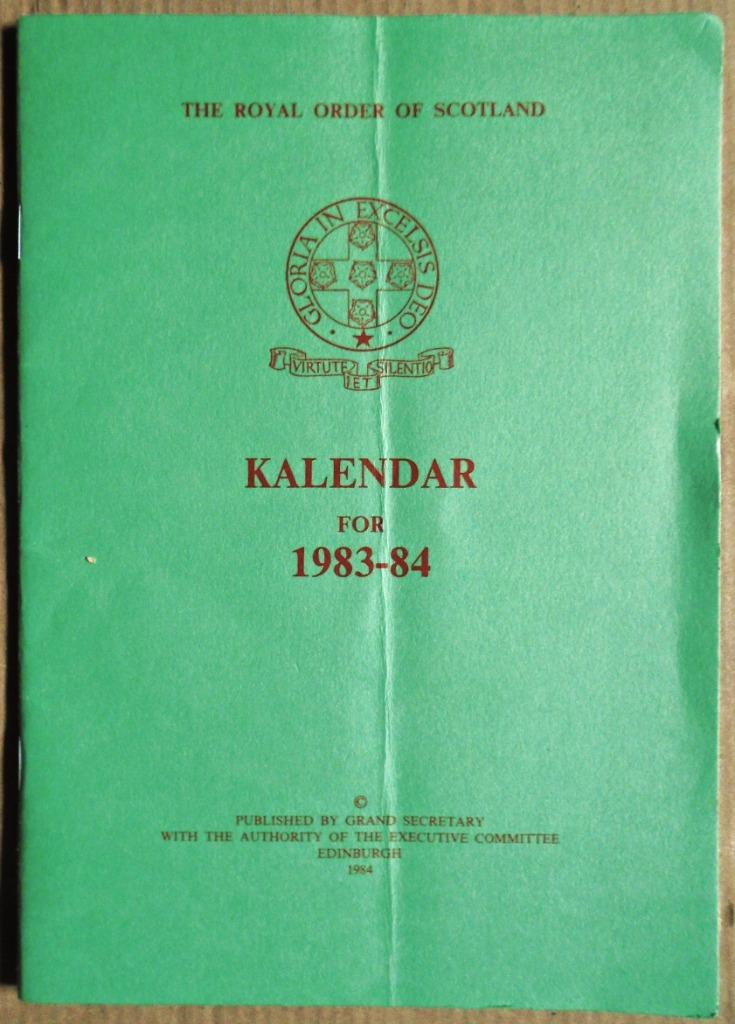 THE ROYAL ORDER OF SCOTLAND
GLORIA IN EXCELSIS DEO
VIRTUTE ET SILENTIO
KALENDAR
FOR
1983-84
©
PUBLISHED BY GRAND SECRETARY
WITH THE AUTHORITY OF THE EXECUTIVE COMMITTEE
EDINBURGH
1984